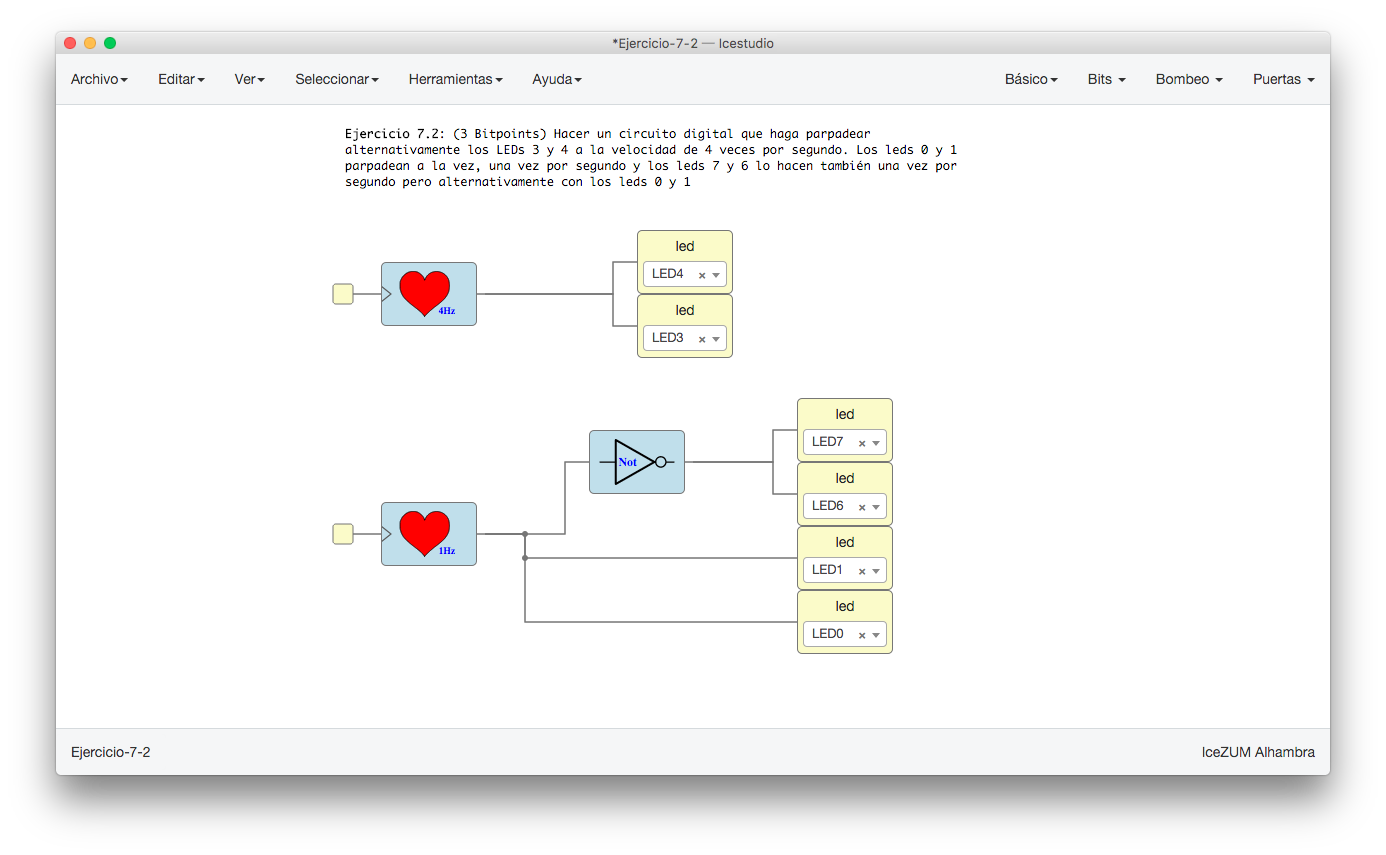 *Ejercicio-7-2 — Icestudio
Archivo Editar Ver Seleccionar Herramientas Ayuda Básico Bits Bombeo Puertas
Ejercicio 7.2: (3 Bitpoints) Hacer un circuito digital que haga parpadear
alternativamente los LEDs 3 y 4 a la velocidad de 4 veces por segundo. Los leds 0 y 1
parpadean a la vez, una vez por segundo y los leds 7 y 6 lo hacen también una vez por
segundo pero alternativamente con los leds 0 y 1
led
LED4 ×
4Hz
led
LED3 ×
led
LED7 ×
Not
led
LED6 ×
1Hz
led
LED1 ×
led
LED0 ×
Ejercicio-7-2 IceZUM Alhambra